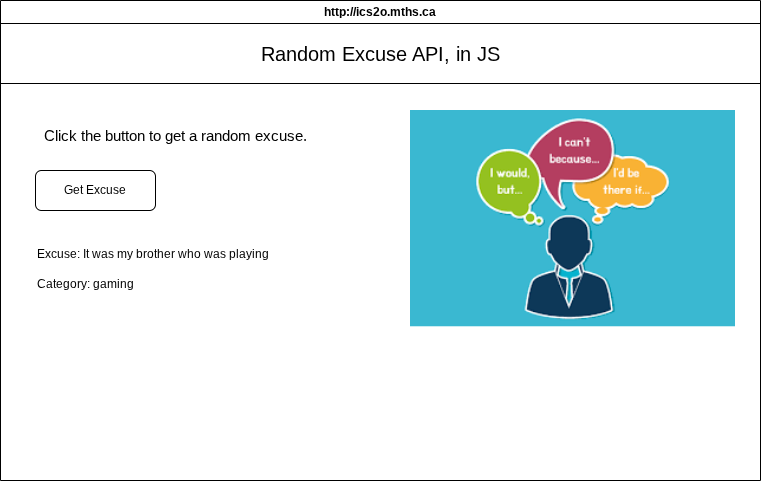 http://ics2o.mths.ca
Random Excuse API, in JS
Click the button to get a random excuse.
Get Excuse
Excuse: It was my brother who was playing
Category: gaming
I can't
because...
I would,
but...
I'd be
there if...